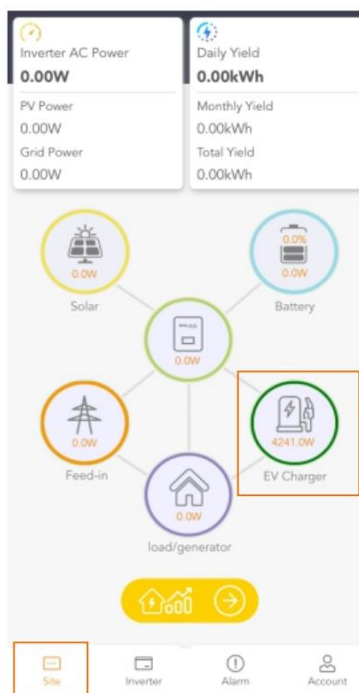 Inverter AC Power
0.00W
PV Power
0.00W
Grid Power
0.00W
Daily Yield
0.00kWh
Monthly Yield
0.00kWh
Total Yield
0.00kWh
0.0W
Solar
0.0%
0.0W
Battery
0.0W
0.0W
Feed-in
4241.0W
EV Charger
0.0W
load/generator
Site
Inverter
Alarm
Account